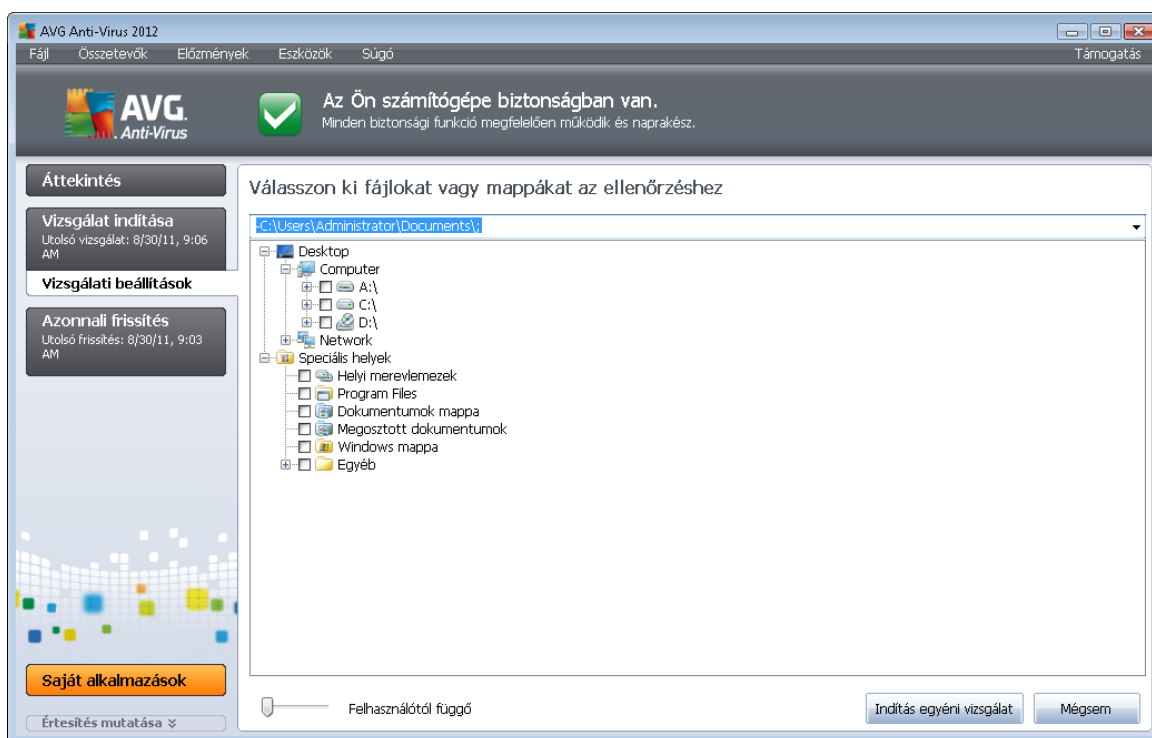 AVG Anti-Virus 2012
Fájl Összetevők Előzmények Eszközök Súgó Támogatás
AVG.
Anti-Virus
Az Ön számítógépe biztonságban van.
Minden biztonsági funkció megfelelően működik és naprakész.
Áttekintés
Vizsgálat indítása
Utolsó vizsgálat: 8/30/11, 9:06
AM
Vizsgálati beállítások
Azonnali frissítés
Utolsó frissítés: 8/30/11, 9:03
AM
Saját alkalmazások
Értesítés mutatása
Válasszon ki fájlokat vagy mappákat az ellenőrzéshez
-C:\Users\Administrator\Documents\;
Desktop
Computer
A:\
C:\
D:\
Network
Speciális helyek
Helyi merevlemezek
Program Files
Dokumentumok mappa
Megosztott dokumentumok
Windows mappa
Egyéb
Felhasználótól függő
Indítás egyéni vizsgálat
Mégsem